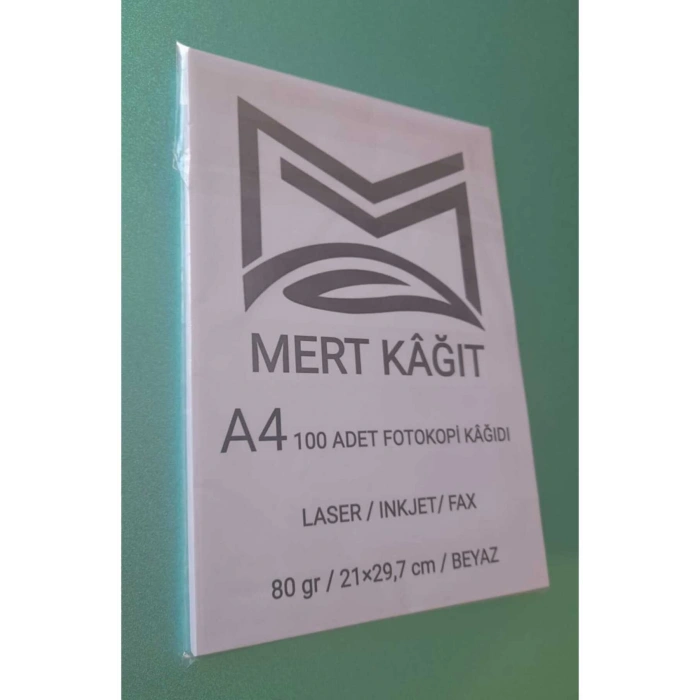 MERT KÂĞIT
A4 100 ADET FOTOKOPİ KÂĞIDI
LASER / INKJET/ FAX
80 gr / 21×29,7 cm / BEYAZ